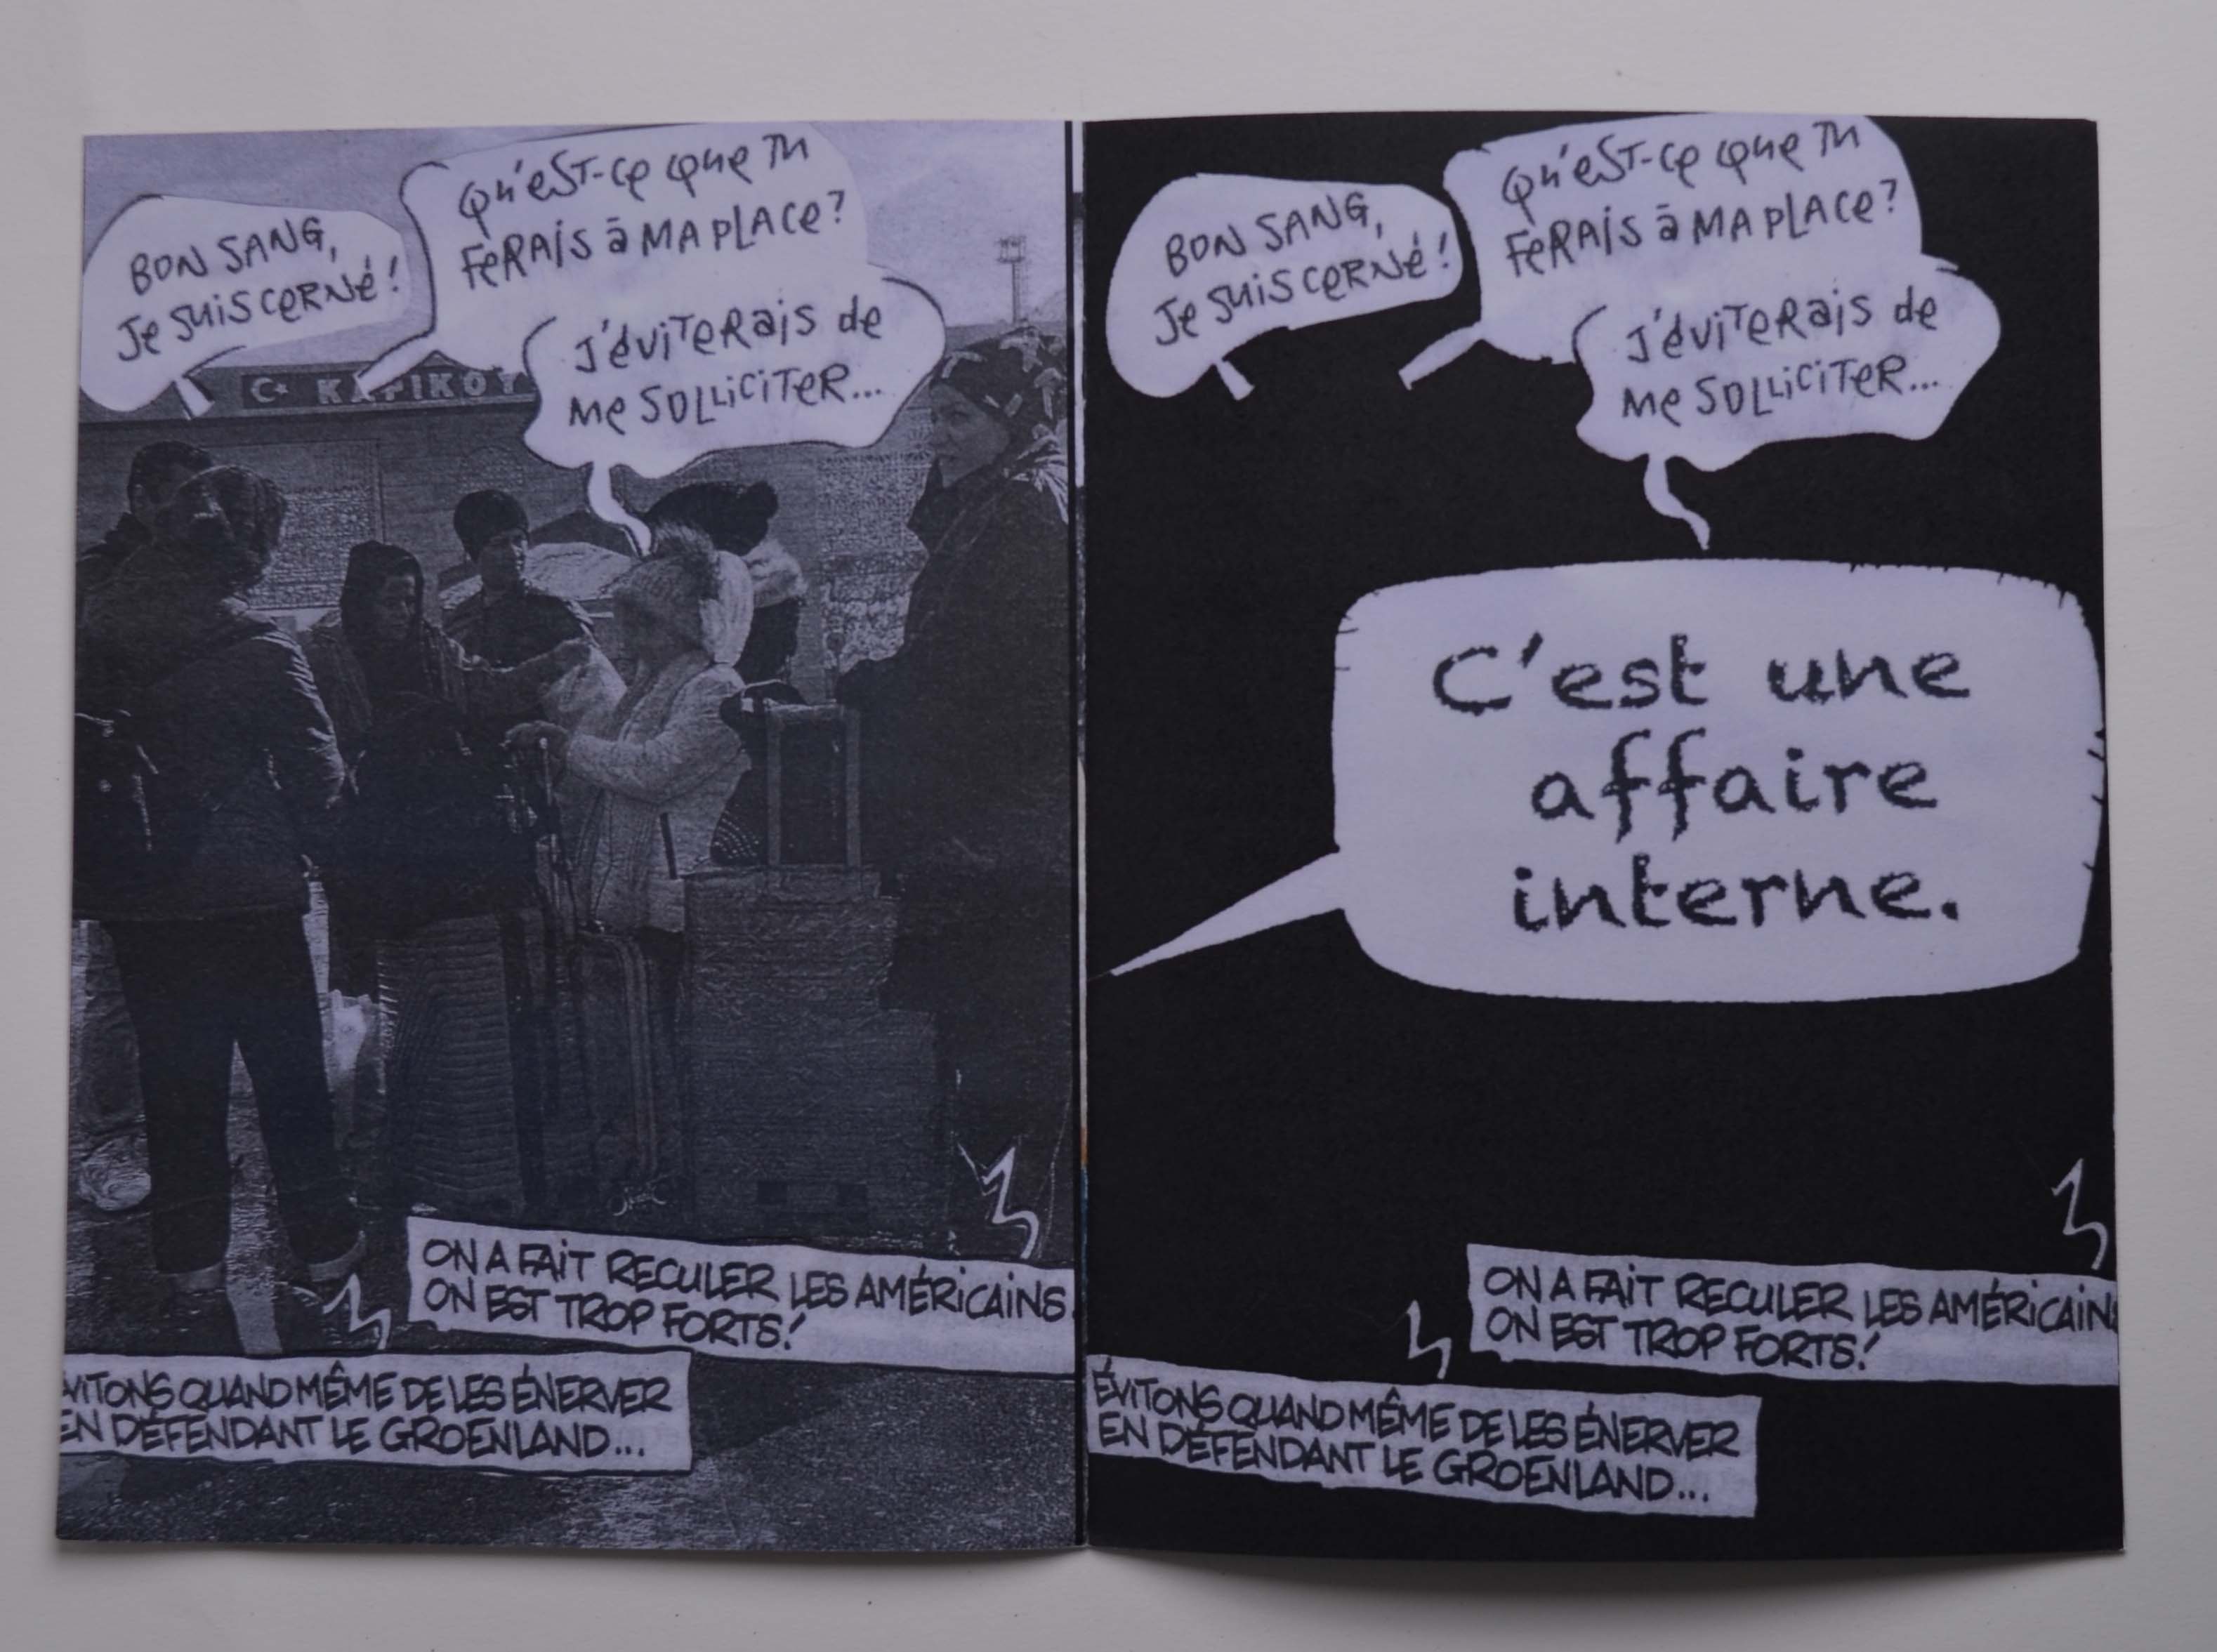 BON SANG,
JE SUIS CERNÉ!
QU'EST-CE QUE TU
FERAIS à MA PLACE?
J'ÉVITERAIS de
ME SOLLICITER...
KAPIKÖY
ON A FAIT RECULER LES AMÉRICAINS
ON EST TROP FORTS!
VITONS QUAND MÊME DE LES ÉNERVER
EN DÉFENDANT LE GROENLAND...
BON SANG,
JE SUIS CERNÉ!
QU'EST-CE QUE TU
FERAIS à MA PLACE?
J'ÉVITERAIS de
ME SOLLICITER...
C'est une
affaire
interne.
ON A FAIT RECULER LES AMÉRICAINS
ON EST TROP FORTS!
ÉVITONS QUAND MÊME DE LES ÉNERVER
EN DÉFENDANT LE GROENLAND...